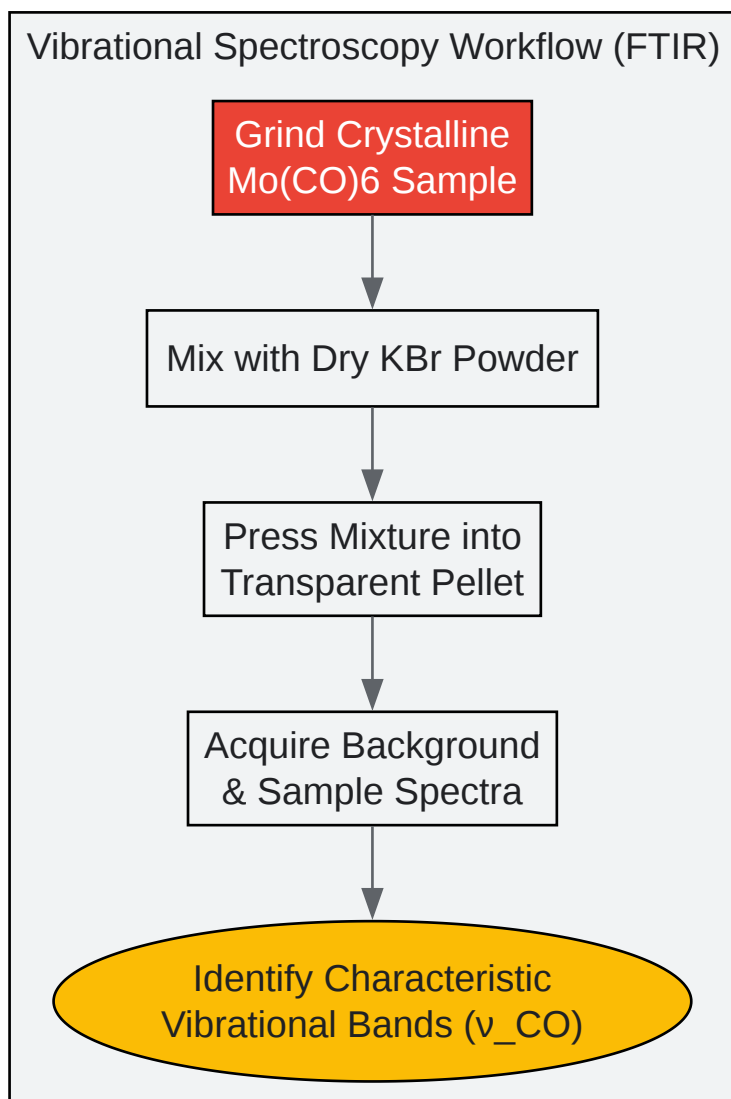 Vibrational Spectroscopy Workflow (FTIR)
Grind Crystalline
Mo(CO)6 Sample
Mix with Dry KBr Powder
Press Mixture into
Transparent Pellet
Acquire Background
& Sample Spectra
Identify Characteristic
Vibrational Bands (ν_CO)